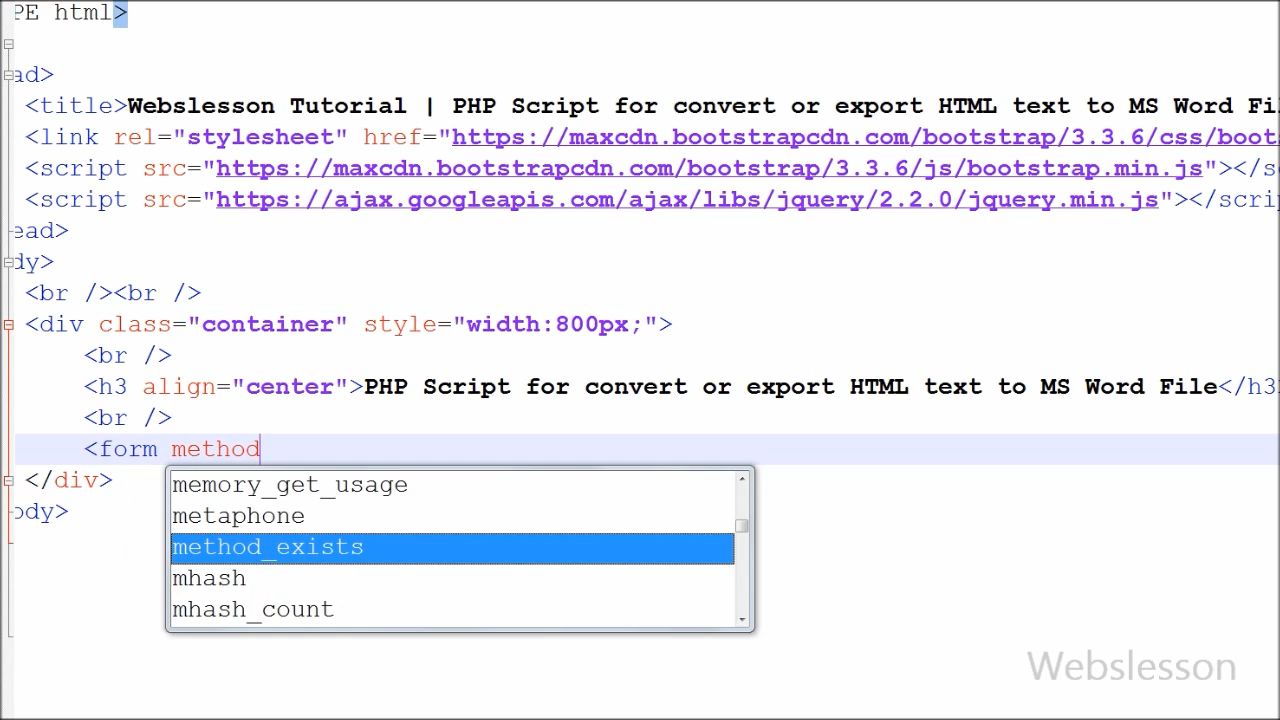 PE html>
ad>
<title>Webslesson Tutorial | PHP Script for convert or export HTML text to MS Word Fi
<link rel="stylesheet" href="https://maxcdn.bootstrapcdn.com/bootstrap/3.3.6/css/boot
<script src="https://maxcdn.bootstrapcdn.com/bootstrap/3.3.6/js/bootstrap.min.js"></s
<script src="https://ajax.googleapis.com/ajax/libs/jquery/2.2.0/jquery.min.js"></scri
ead>
dy>
<br /><br />
<div class="container" style="width:800px;">
<br />
<h3 align="center">PHP Script for convert or export HTML text to MS Word File</h3
<br />
<form method
</div>
ody>
memory_get_usage
metaphone
method_exists
mhash
mhash_count
Webslesson